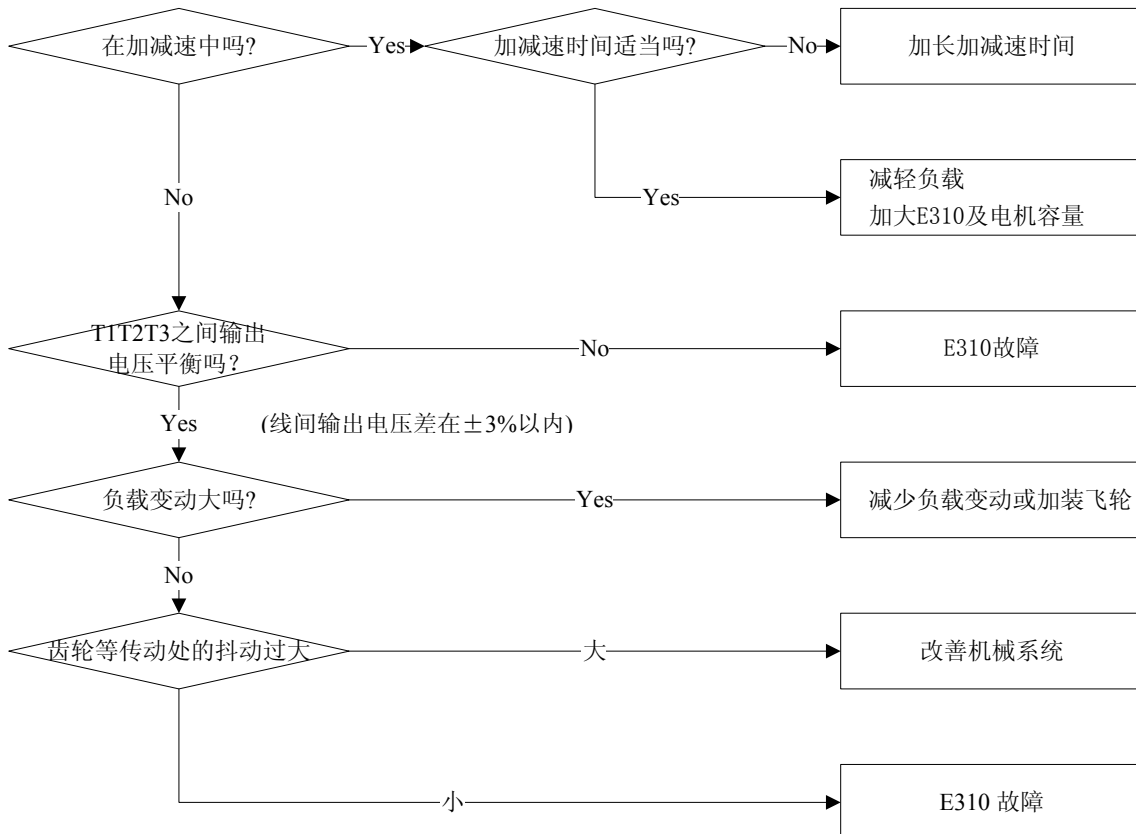 在加减速中吗?
Yes
加减速时间适当吗?
No
加长加减速时间
No
Yes
减轻负载
加大E310及电机容量
T1T2T3之间输出
电压平衡吗?
No
E310故障
Yes
(线间输出电压差在±3%以内)
负载变动大吗?
Yes
减少负载变动或加装飞轮
No
齿轮等传动处的抖动过大
大
改善机械系统
小
E310 故障